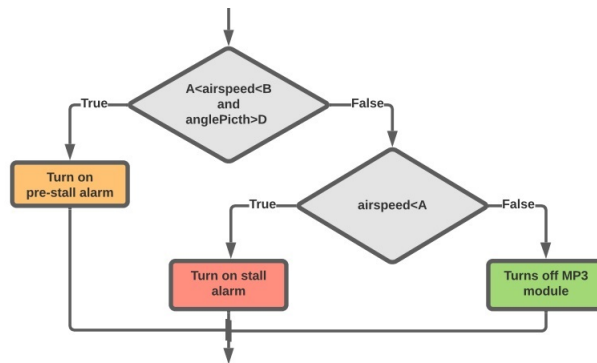 A<airspeed<B
and
anglePicth>D
True
False
Turn on
pre-stall alarm
airspeed<A
True
False
Turn on stall
alarm
Turns off MP3
module